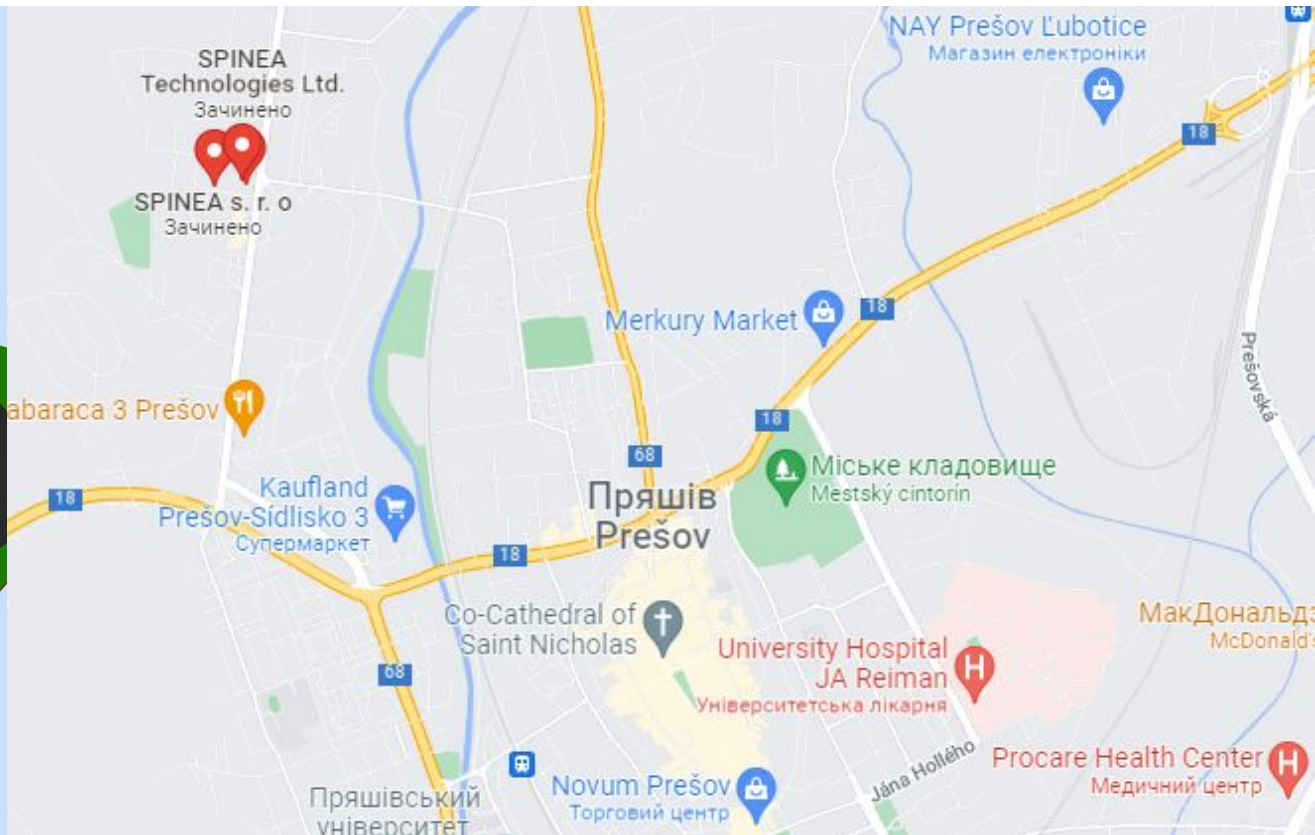 NAY Prešov Ľubotice
Магазин електроніки
SPINEA
Technologies Ltd.
Зачинено
18
SPINEA s. r. o
Зачинено
Merkury Market
18
Prešovská
abaraca 3 Prešov
18
68
Міське кладовище
Mestský cintorín
18
Kaufland
Prešov-Sídlisko 3
Супермаркет
Пряшів
Prešov
18
Co-Cathedral of
Saint Nicholas
МакДональдз
McDonald's
University Hospital
JA Reiman
Університетська лікарня
68
Jána Hollého
Procare Health Center
Медичний центр
Novum Prešov
Торговий центр
Пряшівський
університет